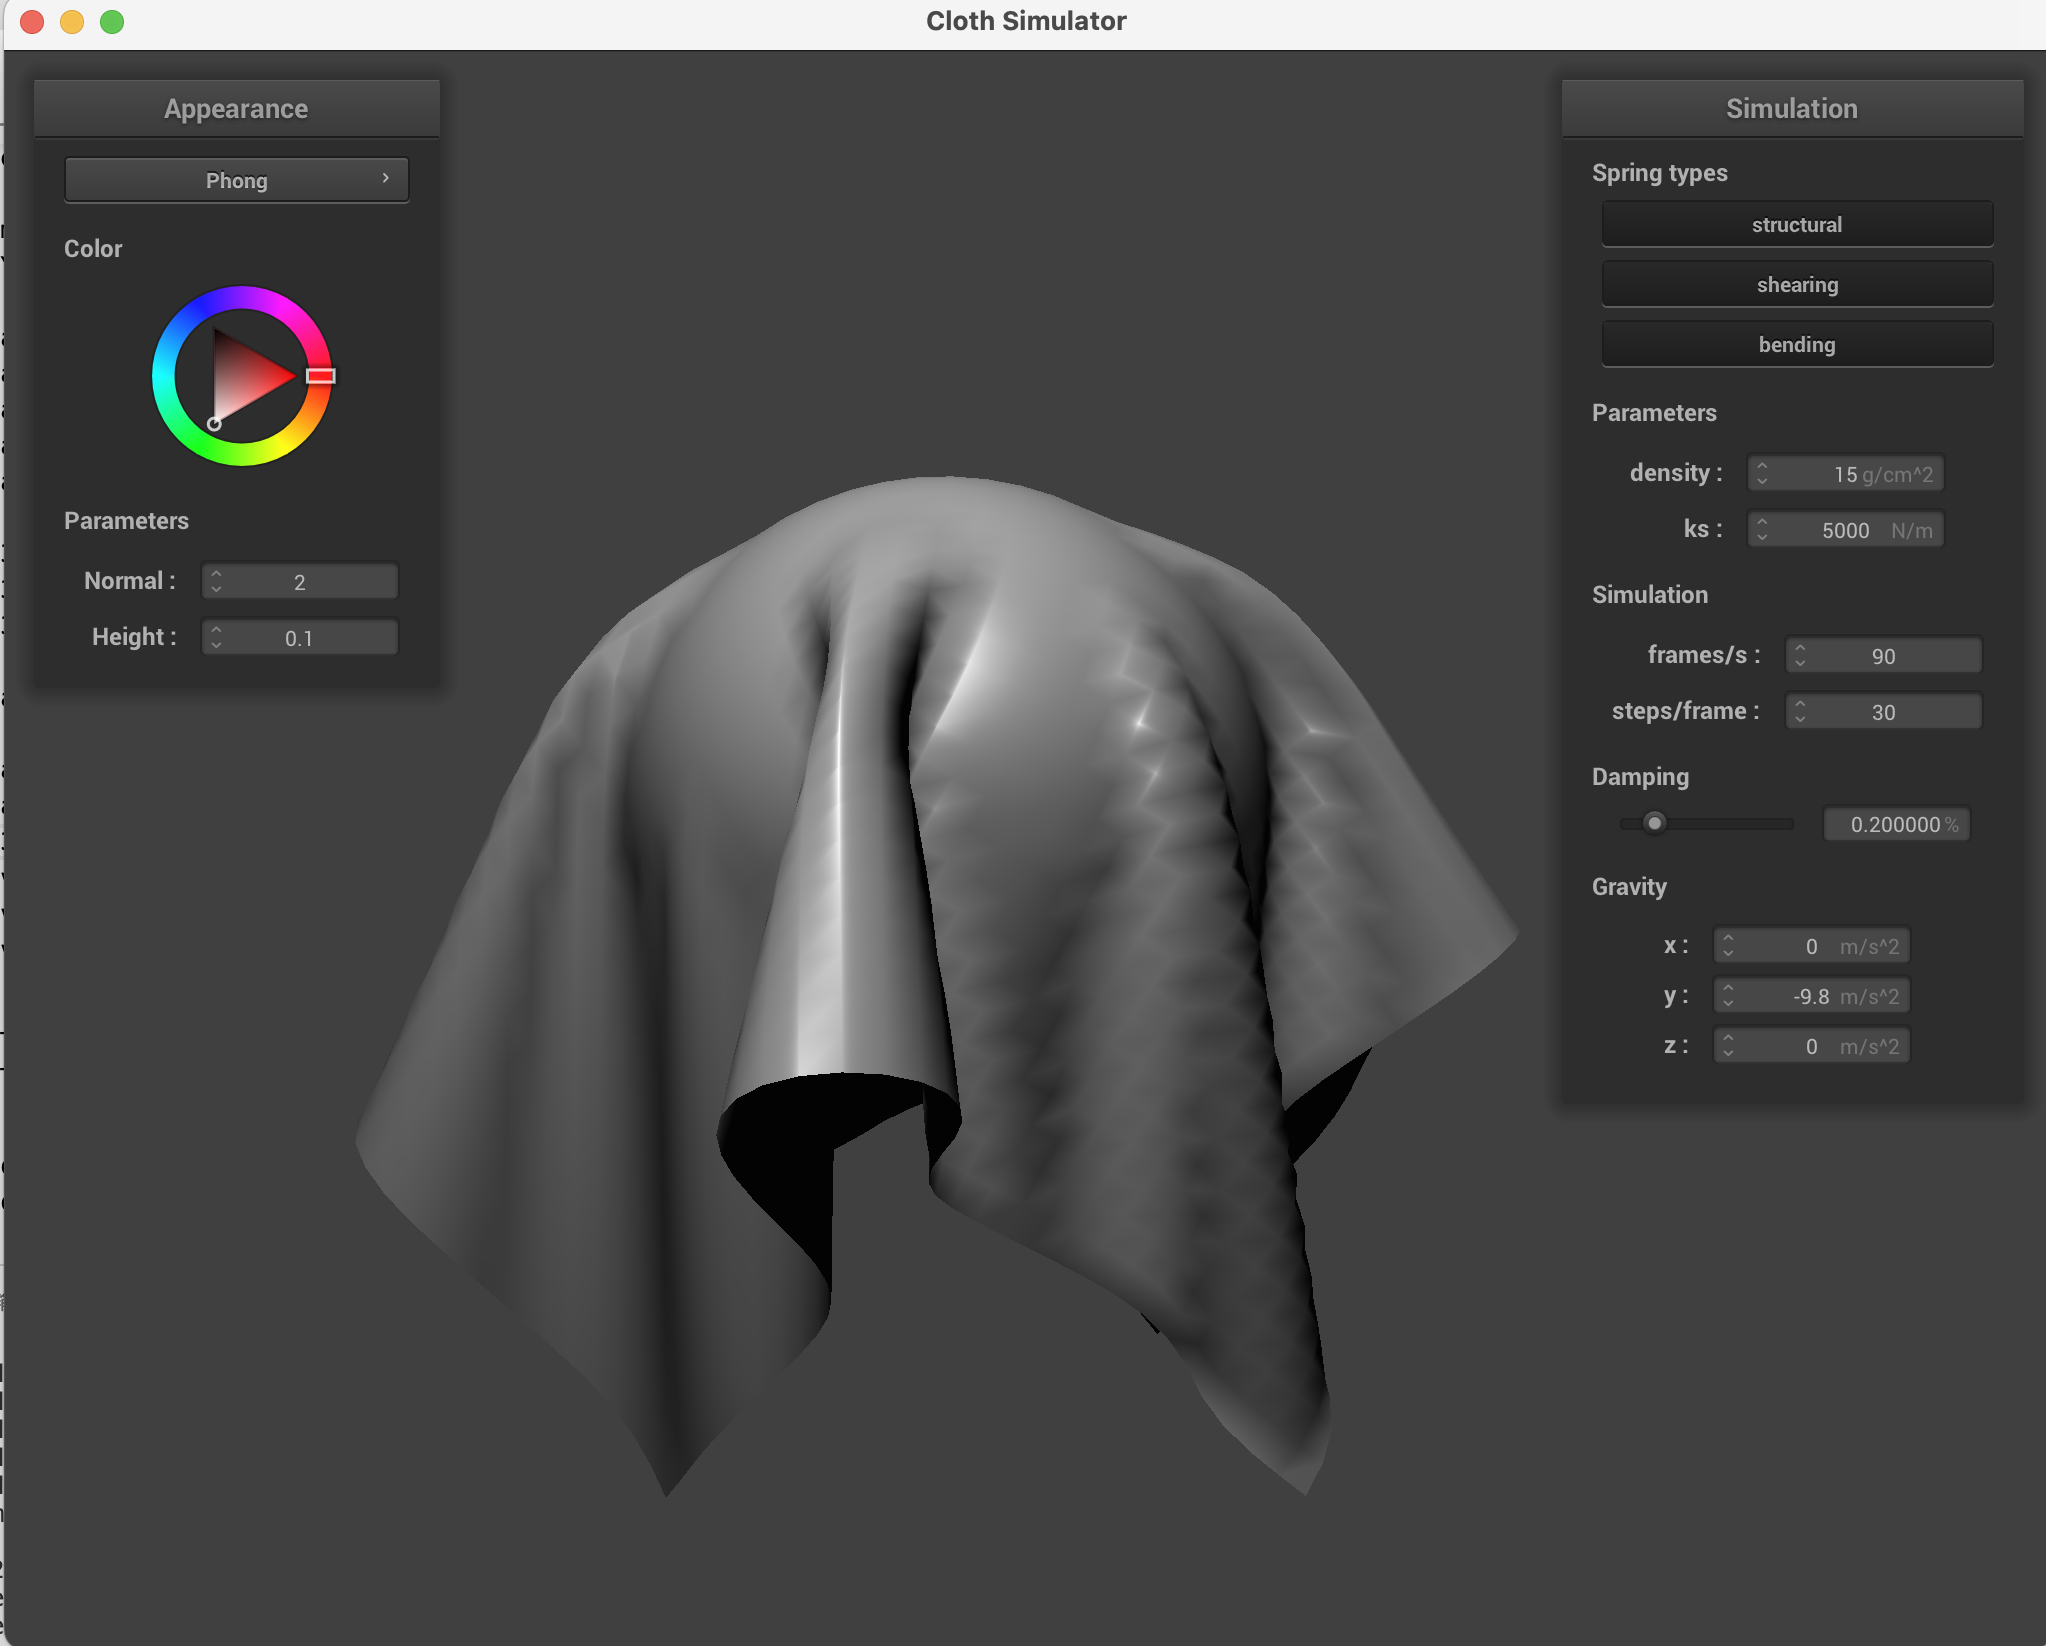 Cloth Simulator
Appearance
Phong
Color
Parameters
Normal : 2
Height : 0.1
Simulation
Spring types
structural
shearing
bending
Parameters
density : 15 g/cm^2
ks : 5000 N/m
Simulation
frames/s : 90
steps/frame : 30
Damping
0.200000 %
Gravity
x : 0 m/s^2
y : -9.8 m/s^2
z : 0 m/s^2